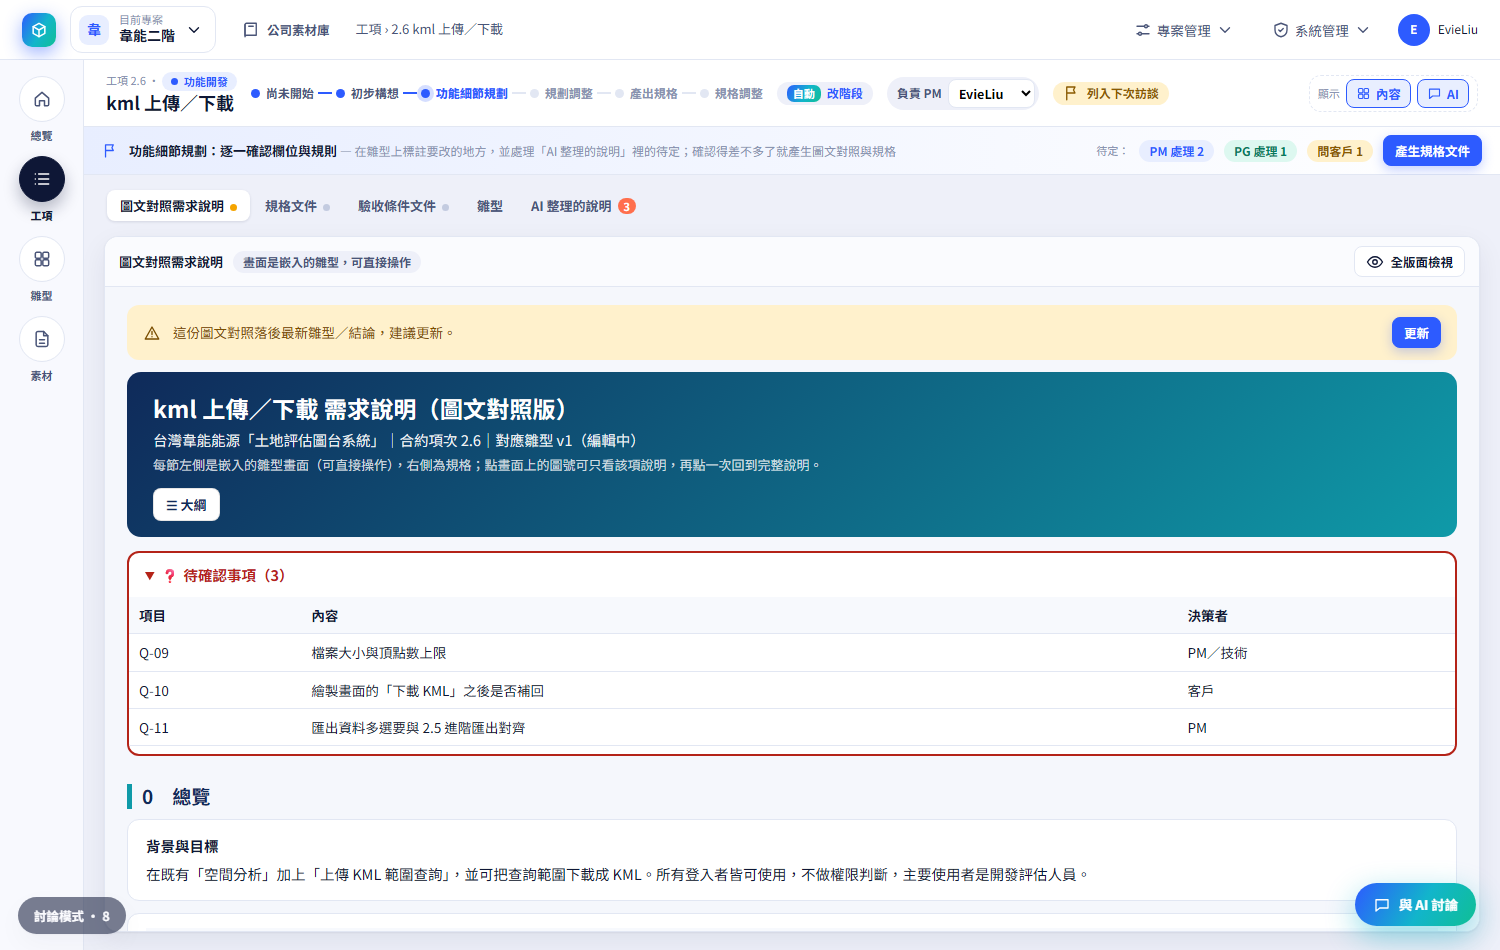 韋
目前專案
韋能二階
公司素材庫
工項 › 2.6 kml 上傳／下載
專案管理
系統管理
E
EvieLiu
總覽
工項
雛型
素材
工項 2.6 • 功能開發
kml 上傳／下載
尚未開始
初步構想
功能細節規劃
規劃調整
產出規格
規格調整
自動 改階段
負責 PM EvieLiu
列入下次訪談
顯示
內容
AI
功能細節規劃：逐一確認欄位與規則 — 在雛型上標註要改的地方，並處理「AI 整理的說明」裡的待定；確認得差不多了就產生圖文對照與規格
待定：
PM 處理 2
PG 處理 1
問客戶 1
產生規格文件
圖文對照需求說明
規格文件
驗收條件文件
雛型
AI 整理的說明 3
圖文對照需求說明
畫面是嵌入的雛型，可直接操作
全版面檢視
這份圖文對照落後最新雛型／結論，建議更新。
更新
kml 上傳／下載 需求說明（圖文對照版）
台灣韋能能源「土地評估圖台系統」｜合約項次 2.6｜對應雛型 v1（編輯中）
每節左側是嵌入的雛型畫面（可直接操作），右側為規格；點畫面上的圖號可只看該項說明，再點一次回到完整說明。
☰ 大綱
▼ ❓ 待確認事項（3）
項目 內容 決策者
Q-09 檔案大小與頂點數上限 PM／技術
Q-10 繪製畫面的「下載 KML」之後是否補回 客戶
Q-11 匯出資料多選要與 2.5 進階匯出對齊 PM
0 總覽
背景與目標
在既有「空間分析」加上「上傳 KML 範圍查詢」，並可把查詢範圍下載成 KML。所有登入者皆可使用，不做權限判斷，主要使用者是開發評估人員。
討論模式 • 8
與 AI 討論